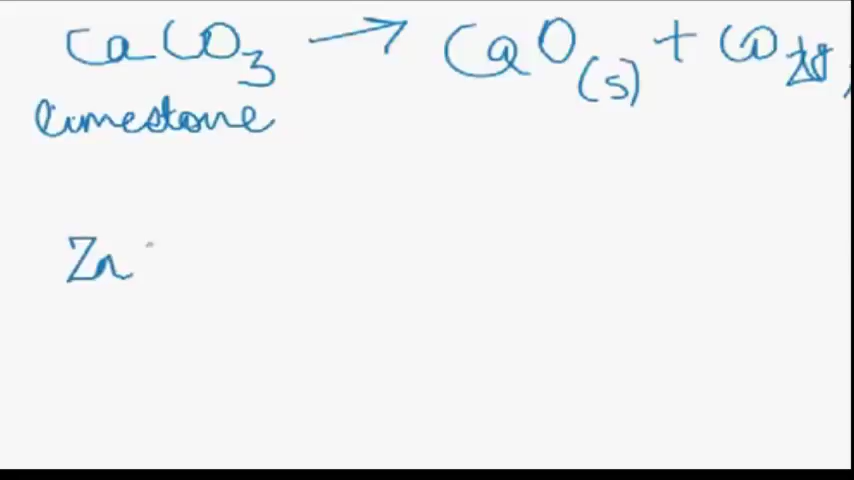 CaCO3 → CaO(s) + CO2
limestone
Zn